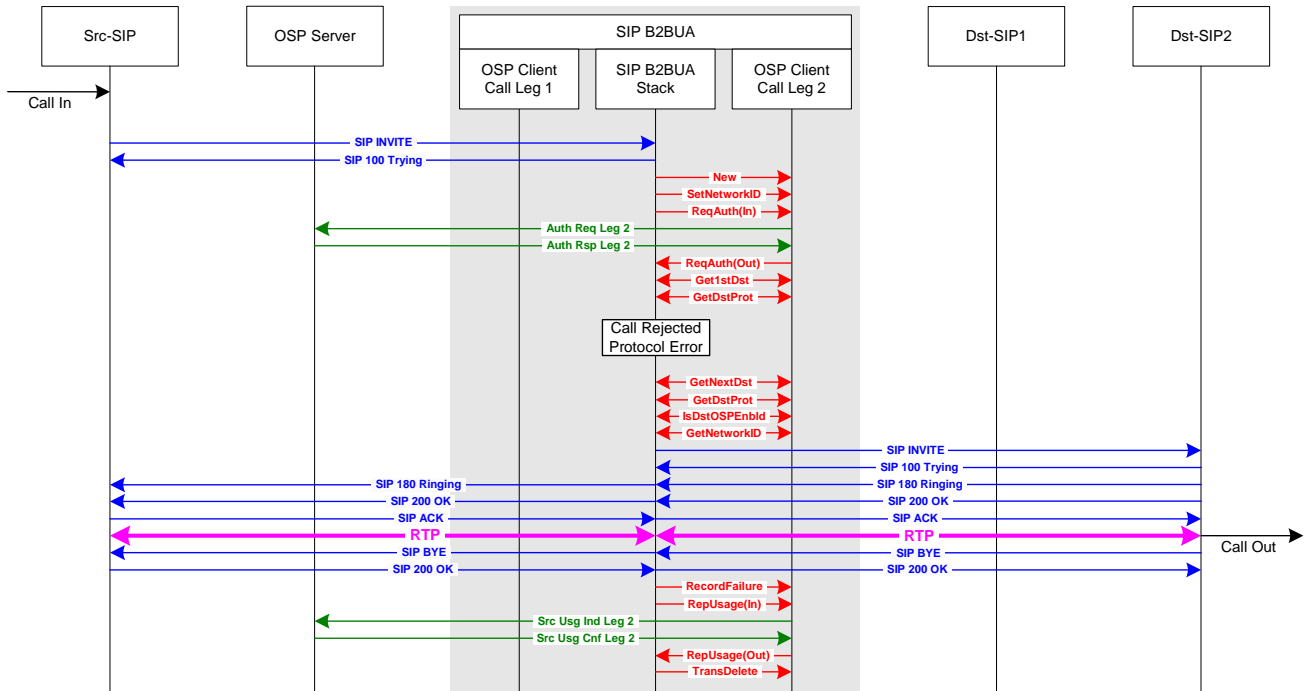 Src-SIP
OSP Server
SIP B2BUA
Dst-SIP1
Dst-SIP2
OSP Client
Call Leg 1
SIP B2BUA
Stack
OSP Client
Call Leg 2
Call In
SIP INVITE
SIP 100 Trying
New
SetNetworkID
ReqAuth(In)
Auth Req Leg 2
Auth Rsp Leg 2
ReqAuth(Out)
Get1stDst
GetDstProt
Call Rejected
Protocol Error
GetNextDst
GetDstProt
IsDstOSPEnbld
GetNetworkID
SIP INVITE
SIP 100 Trying
SIP 180 Ringing
SIP 180 Ringing
SIP 200 OK
SIP 200 OK
SIP ACK
SIP ACK
RTP
RTP
Call Out
SIP BYE
SIP BYE
SIP 200 OK
SIP 200 OK
RecordFailure
RepUsage(In)
Src Usg Ind Leg 2
Src Usg Cnf Leg 2
RepUsage(Out)
TransDelete